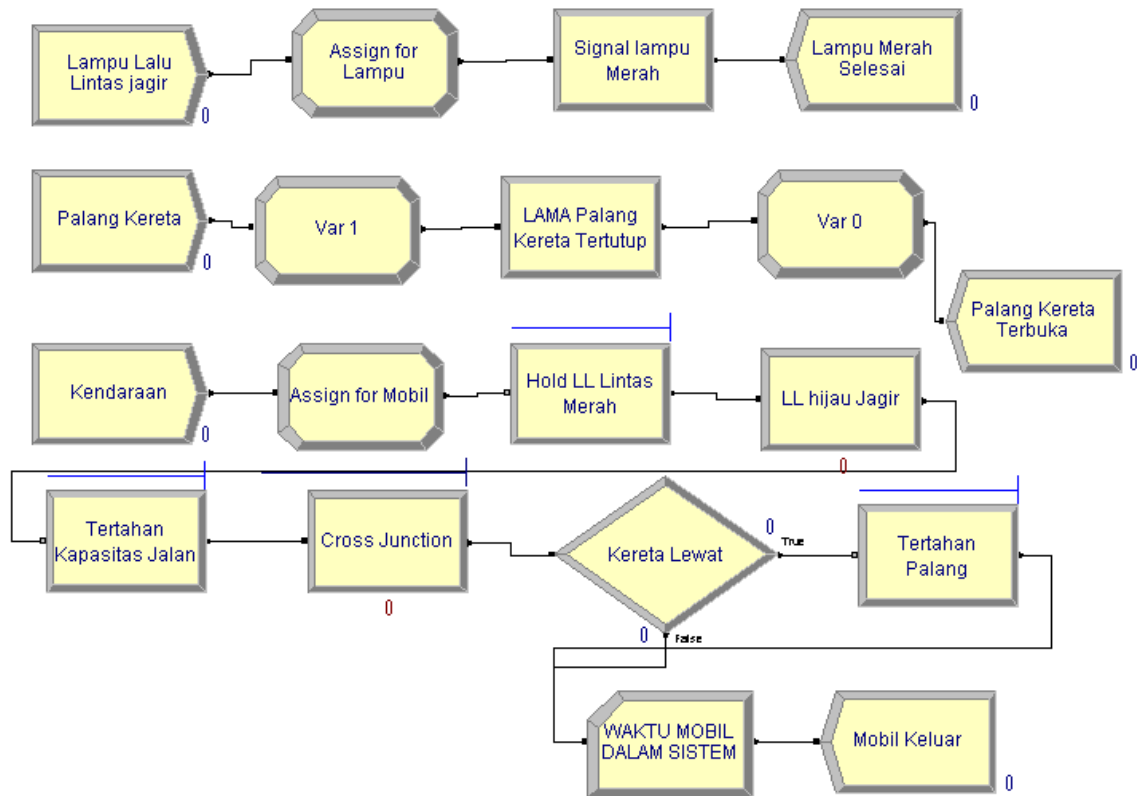 Lampu Lalu
Lintas jagir
0
Assign for
Lampu
Signal lampu
Merah
Lampu Merah
Selesai
0
Palang Kereta
0
Var 1
LAMA Palang
Kereta Tertutup
Var 0
Palang Kereta
Terbuka
0
Kendaraan
0
Assign for Mobil
Hold LL Lintas
Merah
LL hijau Jagir
0
Tertahan
Kapasitas Jalan
Cross Junction
0
Kereta Lewat
0
True
0
False
Tertahan
Palang
WAKTU MOBIL
DALAM SISTEM
Mobil Keluar
0